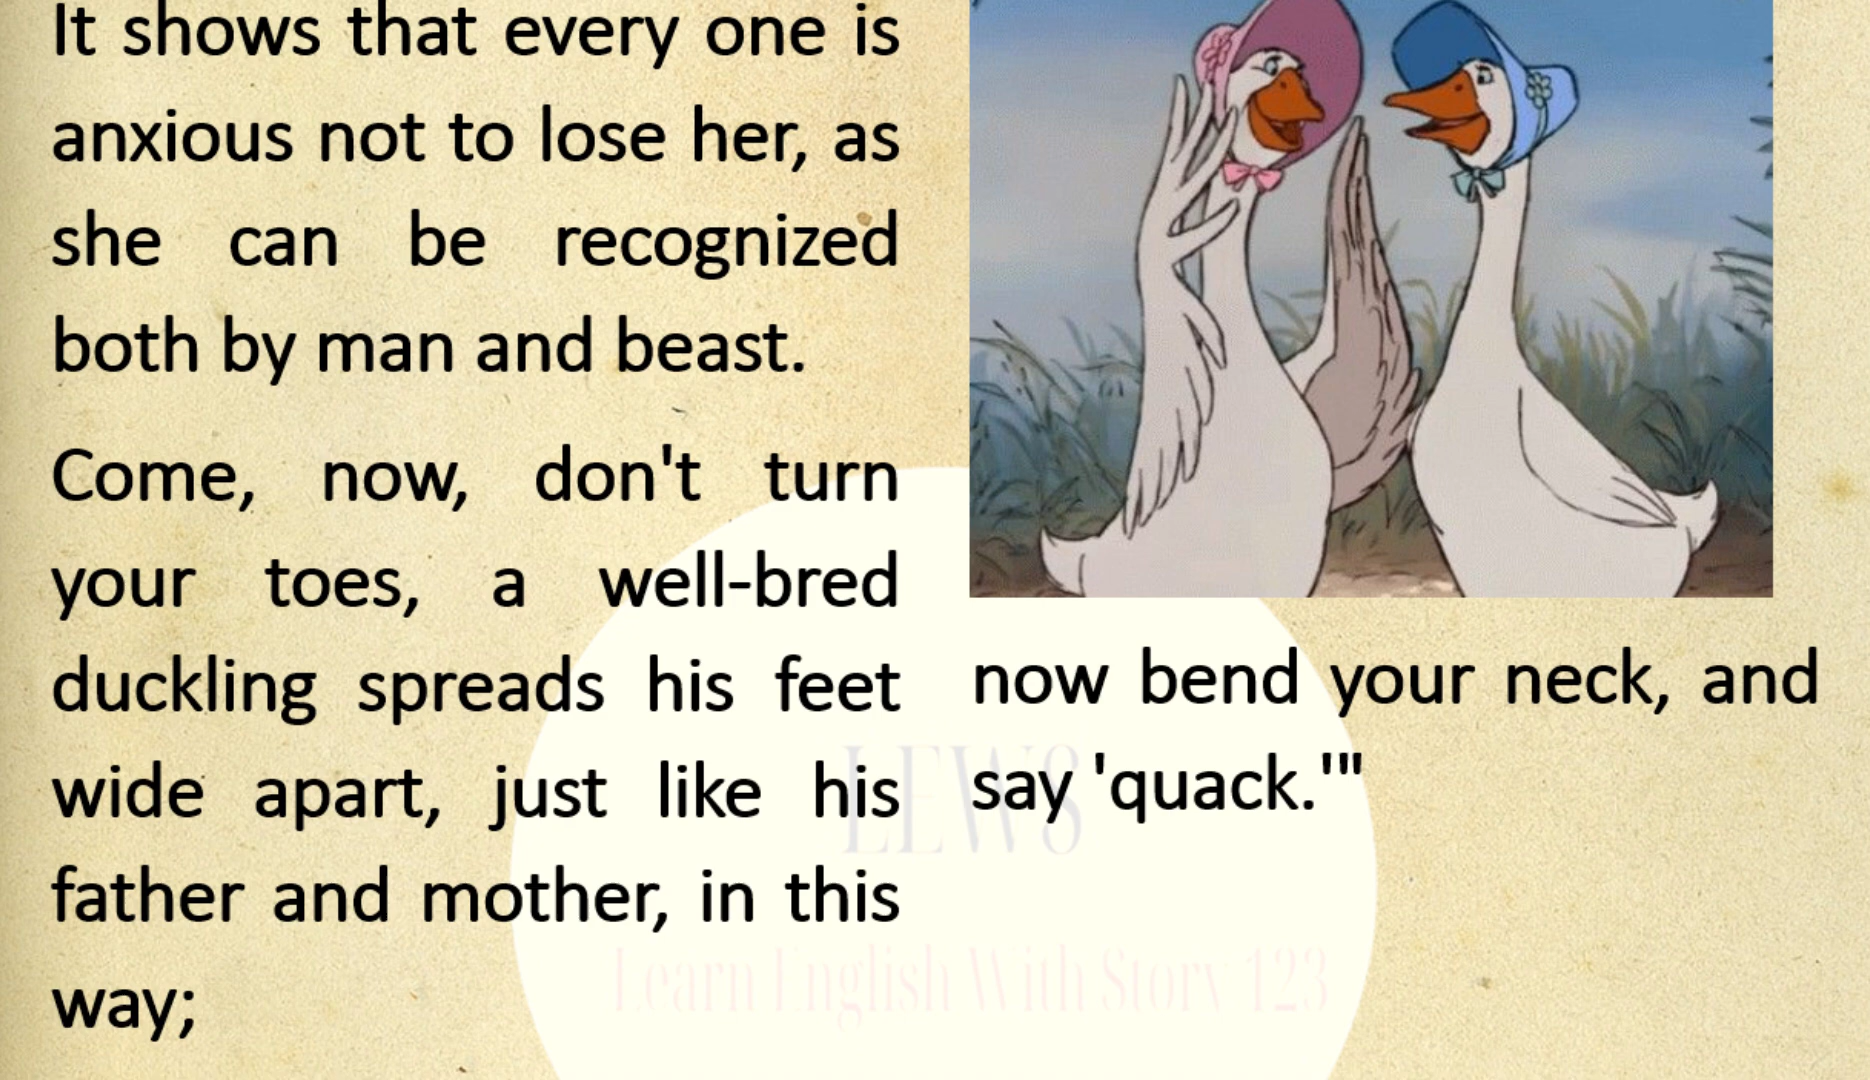 It shows that every one is
anxious not to lose her, as
she can be recognized
both by man and beast.
Come, now, don't turn
your toes, a well-bred
duckling spreads his feet
wide apart, just like his
father and mother, in this
way;
now bend your neck, and
say 'quack.'"
LEW8
Learn English With Story 123